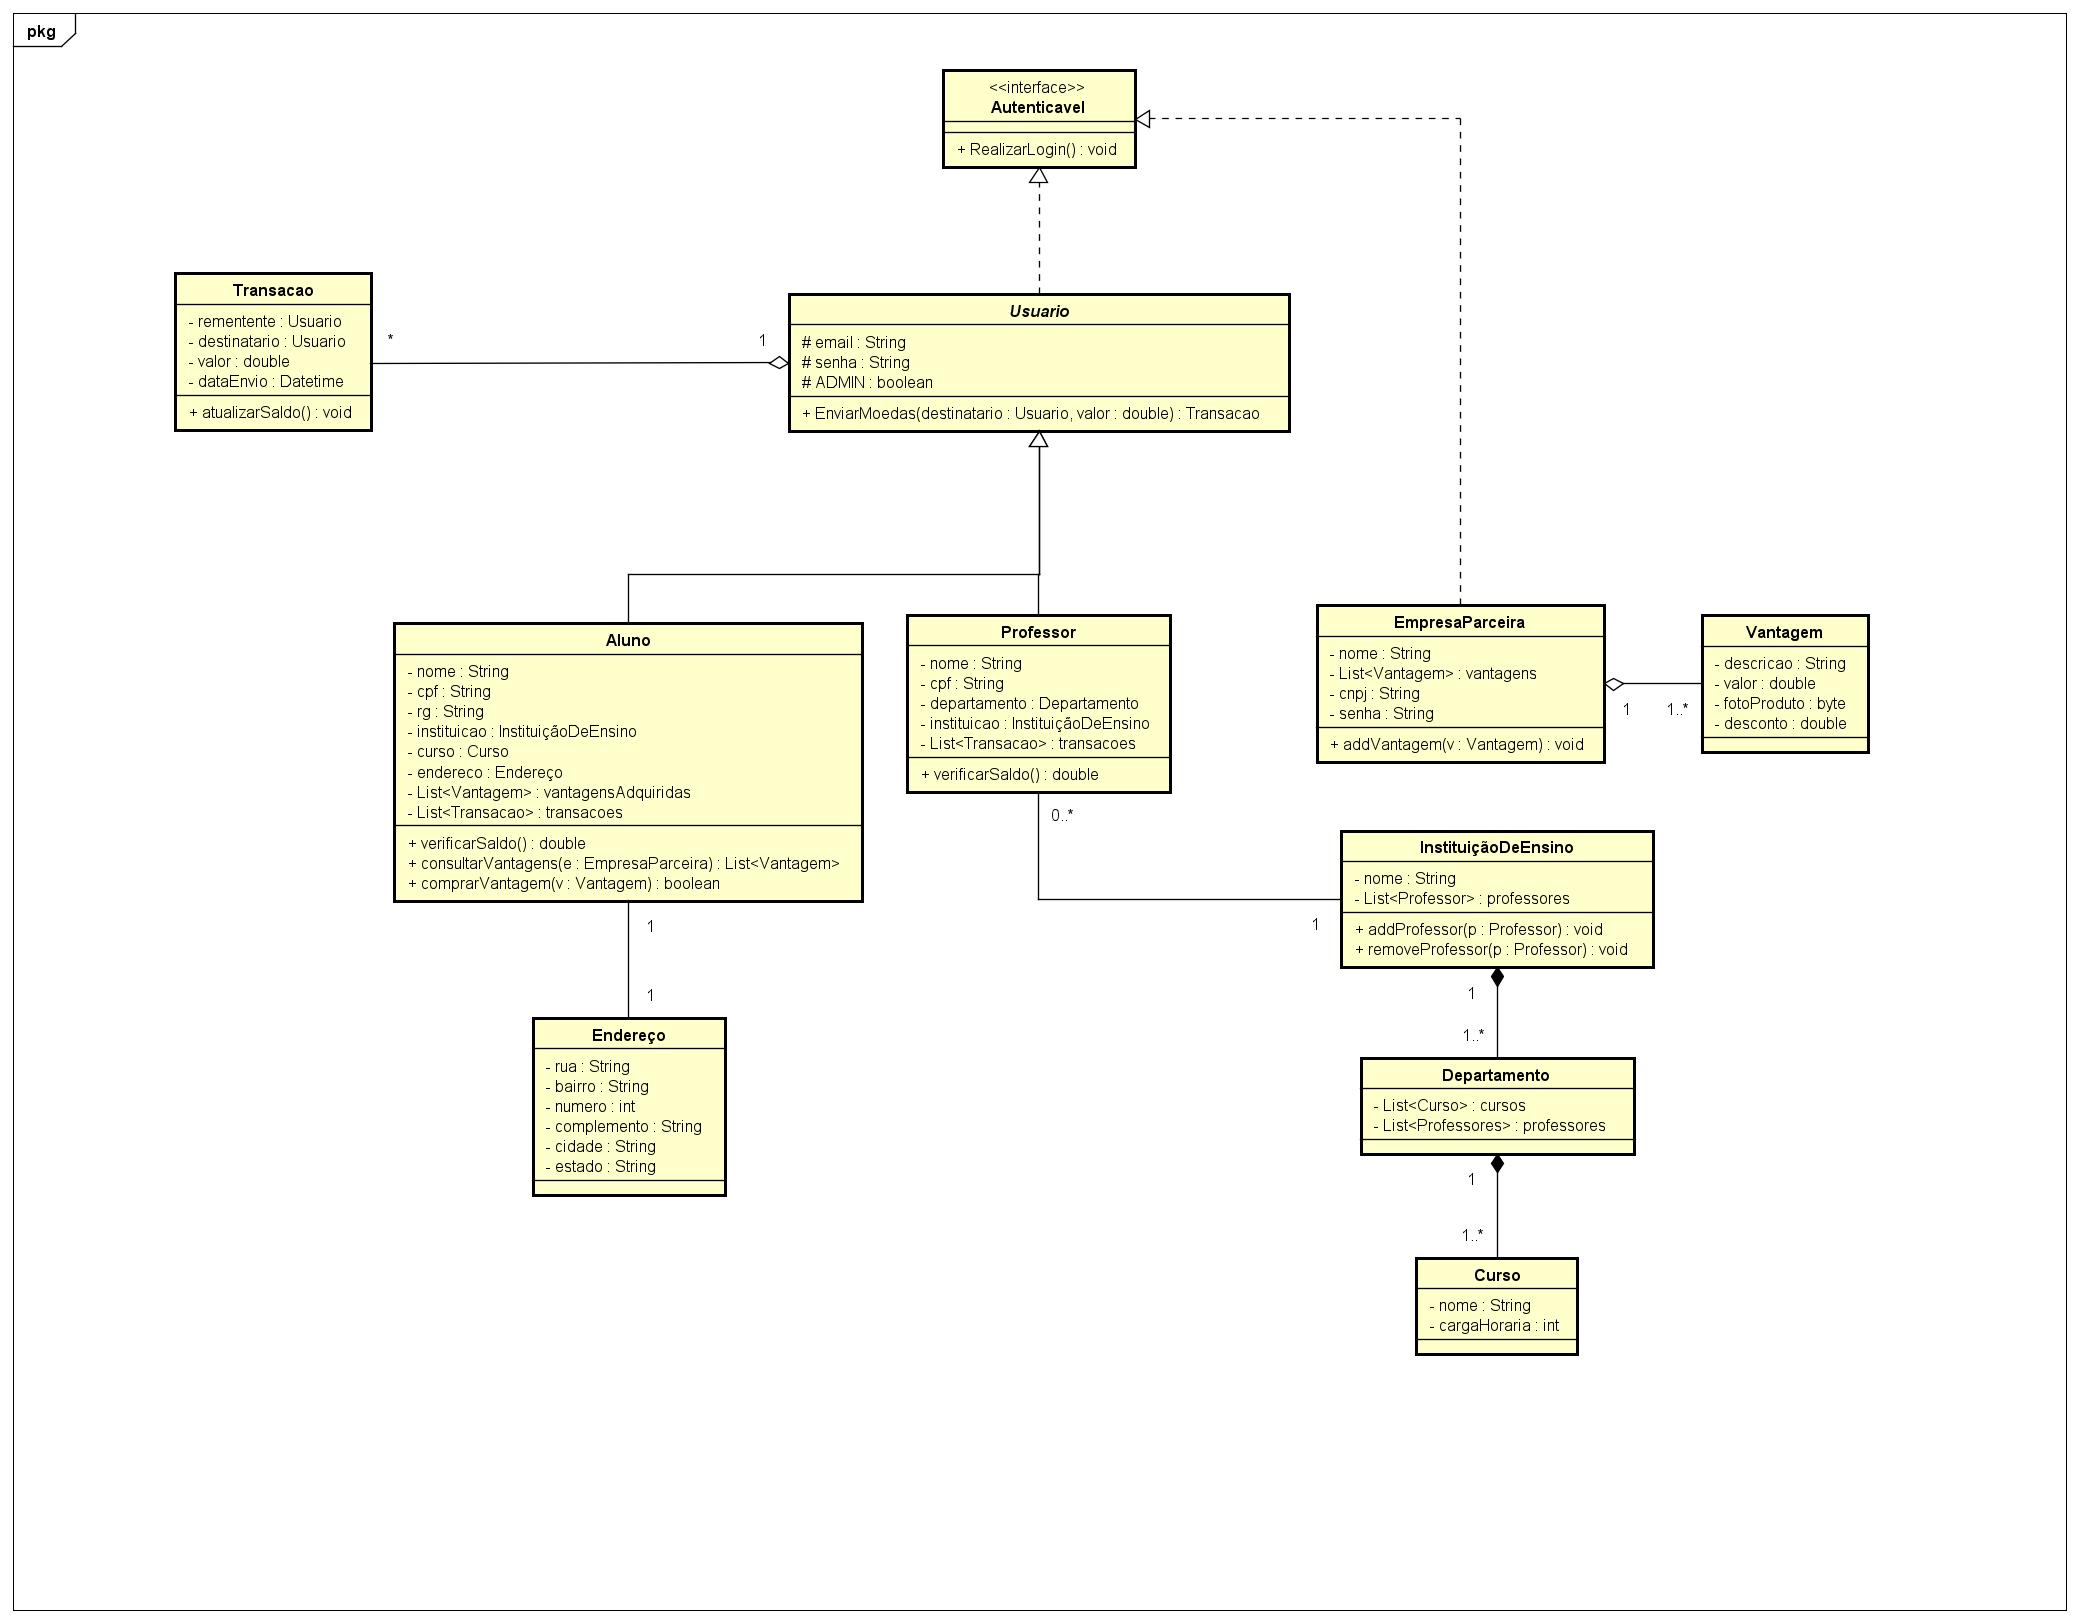 pkg
<<interface>>
Autenticavel
+ RealizarLogin() : void
Transacao
- rementente : Usuario
- destinatario : Usuario
- valor : double
- dataEnvio : Datetime
+ atualizarSaldo() : void
*
1
Usuario
# email : String
# senha : String
# ADMIN : boolean
+ EnviarMoedas(destinatario : Usuario, valor : double) : Transacao
Aluno
- nome : String
- cpf : String
- rg : String
- instituicao : InstituiçãoDeEnsino
- curso : Curso
- endereco : Endereço
- List<Vantagem> : vantagensAdquiridas
- List<Transacao> : transacoes
+ verificarSaldo() : double
+ consultarVantagens(e : EmpresaParceira) : List<Vantagem>
+ comprarVantagem(v : Vantagem) : boolean
Professor
- nome : String
- cpf : String
- departamento : Departamento
- instituicao : InstituiçãoDeEnsino
- List<Transacao> : transacoes
+ verificarSaldo() : double
EmpresaParceira
- nome : String
- List<Vantagem> : vantagens
- cnpj : String
- senha : String
+ addVantagem(v : Vantagem) : void
1
1..*
Vantagem
- descricao : String
- valor : double
- fotoProduto : byte
- desconto : double
0..*
1
InstituiçãoDeEnsino
- nome : String
- List<Professor> : professores
+ addProfessor(p : Professor) : void
+ removeProfessor(p : Professor) : void
1
1
Endereço
- rua : String
- bairro : String
- numero : int
- complemento : String
- cidade : String
- estado : String
1
1..*
Departamento
- List<Curso> : cursos
- List<Professores> : professores
1
1..*
Curso
- nome : String
- cargaHoraria : int